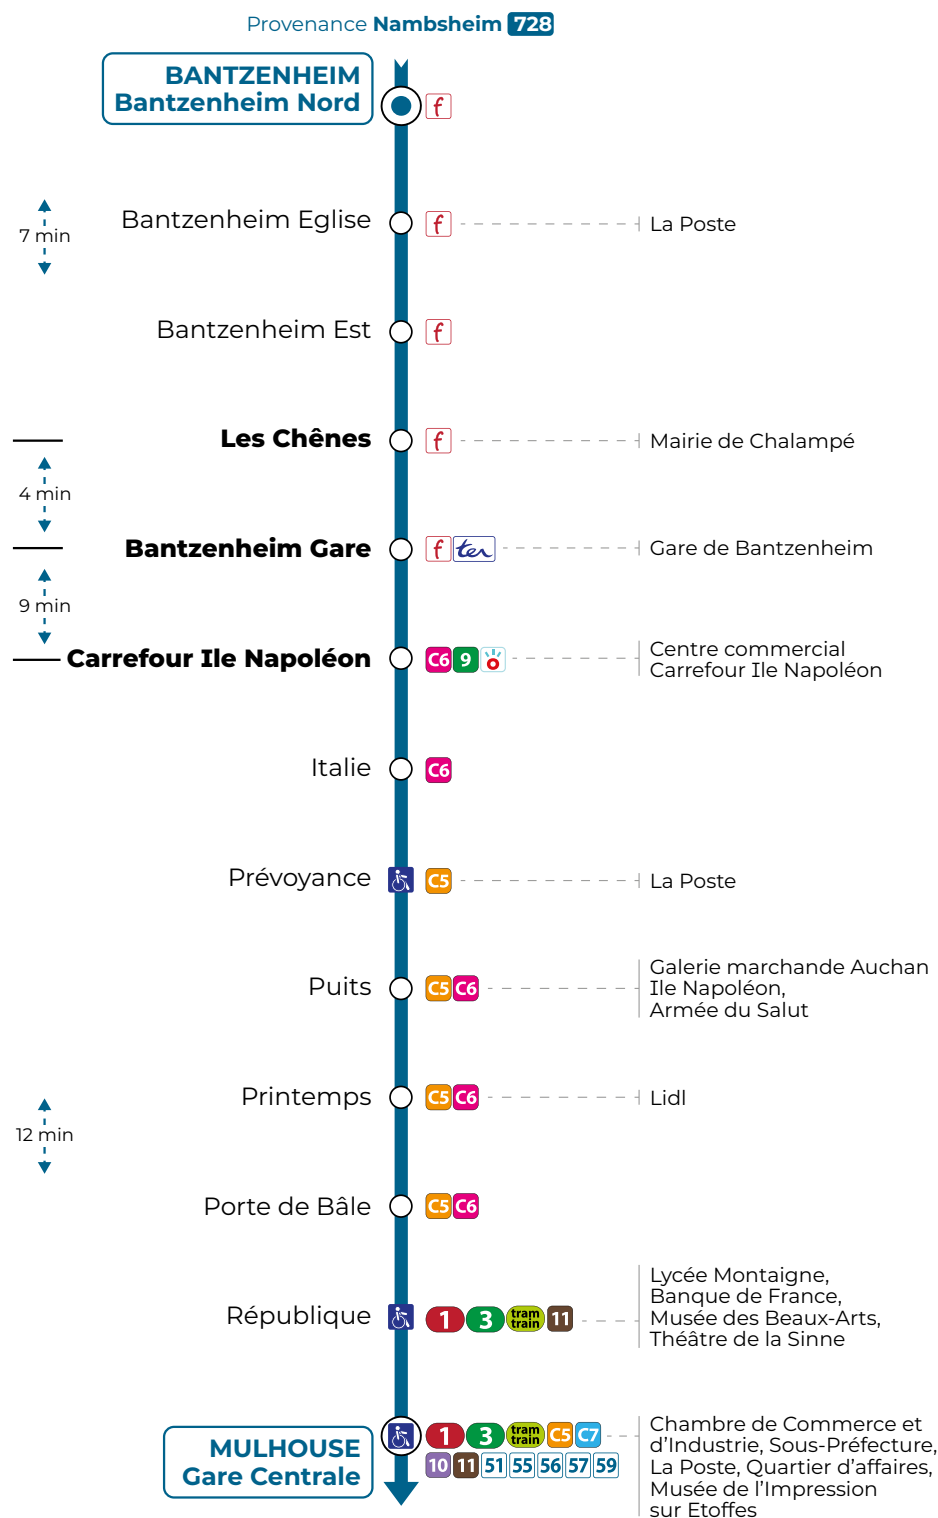 Provenance Nambsheim 728
BANTZENHEIM
Bantzenheim Nord
f
7 min
Bantzenheim Eglise
f
La Poste
Bantzenheim Est
f
Les Chênes
f
Mairie de Chalampé
4 min
Bantzenheim Gare
f ter
Gare de Bantzenheim
9 min
Carrefour Ile Napoléon
C6 9
Centre commercial
Carrefour Ile Napoléon
Italie
C6
Prévoyance
C5
La Poste
Puits
C5 C6
Galerie marchande Auchan
Ile Napoléon,
Armée du Salut
Printemps
C5 C6
Lidl
12 min
Porte de Bâle
C5 C6
République
1 3 tram train 11
Lycée Montaigne,
Banque de France,
Musée des Beaux-Arts,
Théâtre de la Sinne
MULHOUSE
Gare Centrale
1 3 tram train C5 C7
10 11 51 55 56 57 59
Chambre de Commerce et
d'Industrie, Sous-Préfecture,
La Poste, Quartier d'affaires,
Musée de l'Impression
sur Etoffes